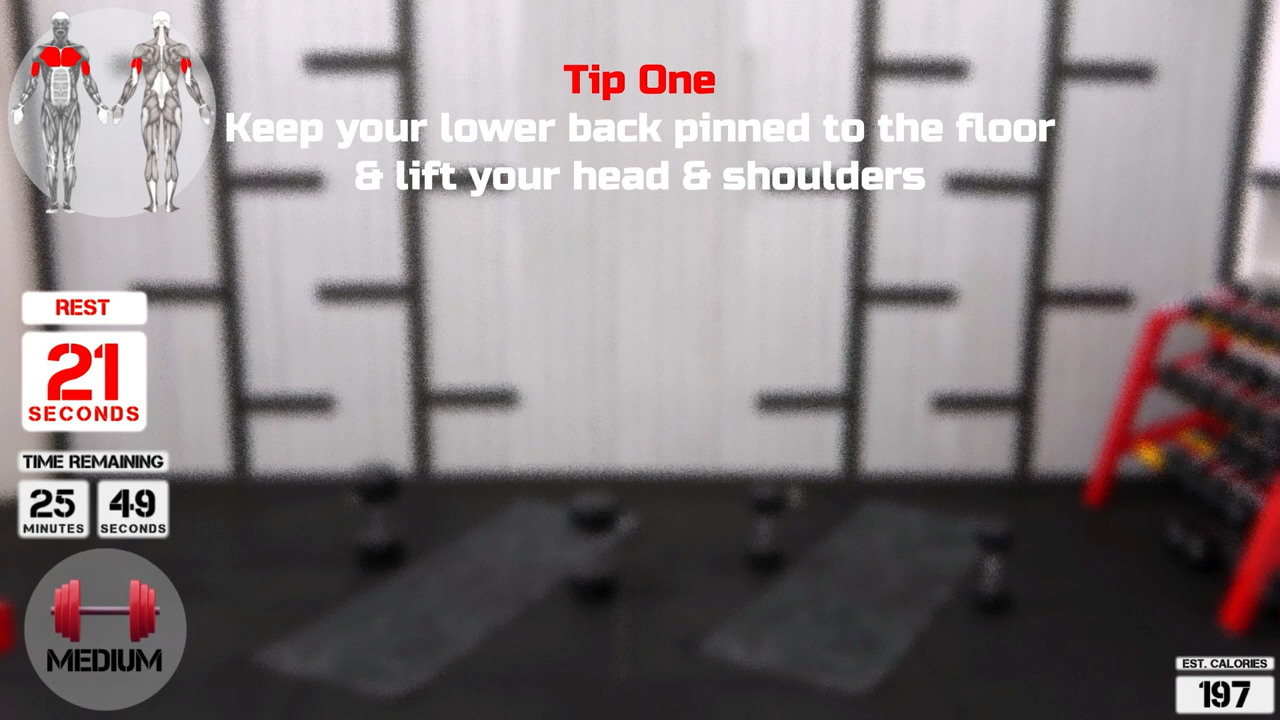 Tip One
Keep your lower back pinned to the floor
& lift your head & shoulders
REST
21
SECONDS
TIME REMAINING
25 49
MINUTES SECONDS
MEDIUM
EST. CALORIES
197